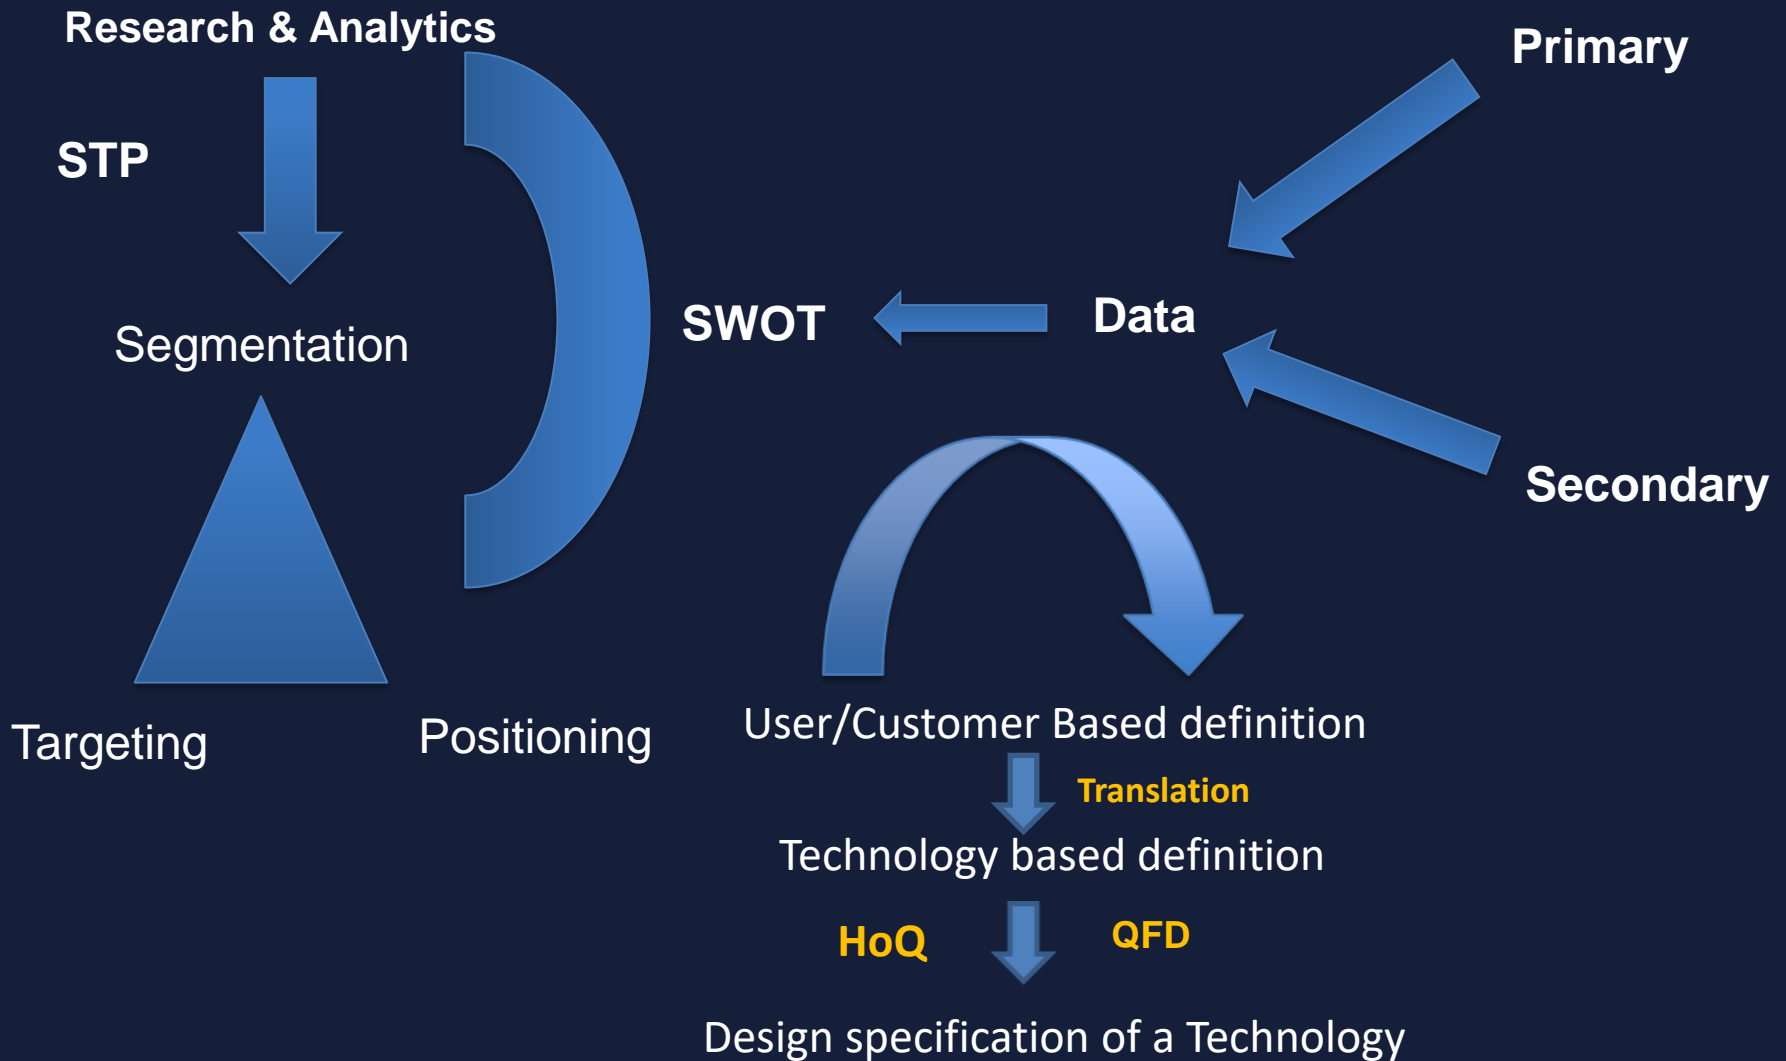 Research & Analytics
Primary
STP
Segmentation
SWOT
Data
Secondary
Targeting
Positioning
User/Customer Based definition
Translation
Technology based definition
HoQ
QFD
Design specification of a Technology